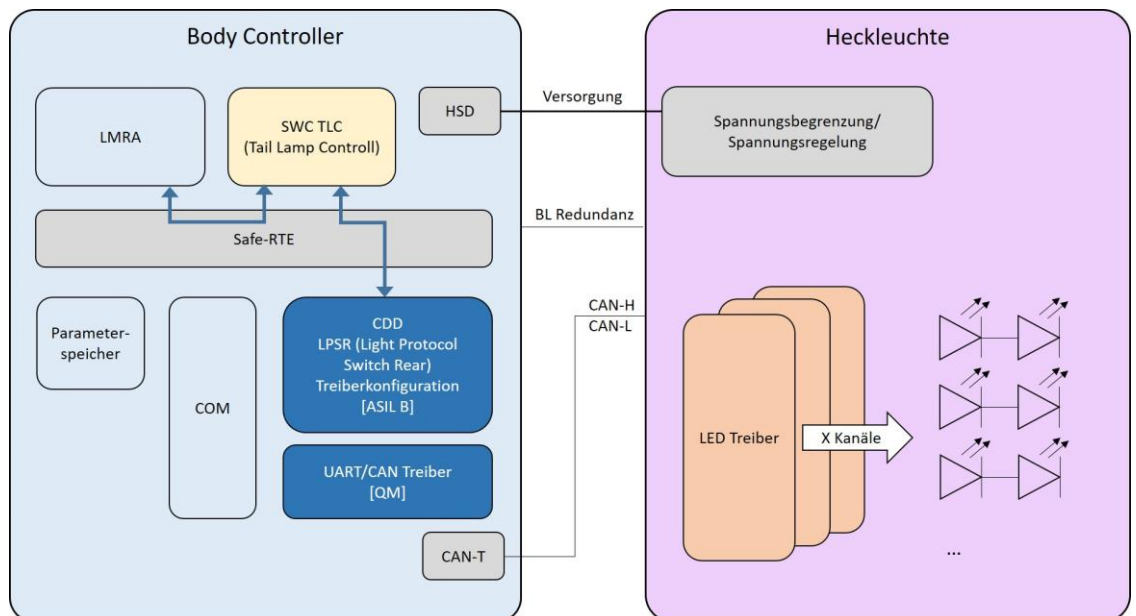 Body Controller
LMRA
SWC TLC
(Tail Lamp Controll)
HSD
Safe-RTE
Parameter-
speicher
COM
CDD
LPSR (Light Protocol
Switch Rear)
Treiberkonfiguration
[ASIL B]
UART/CAN Treiber
[QM]
CAN-T
Versorgung
BL Redundanz
CAN-H
CAN-L
Heckleuchte
Spannungsbegrenzung/
Spannungsregelung
LED Treiber
X Kanäle
...